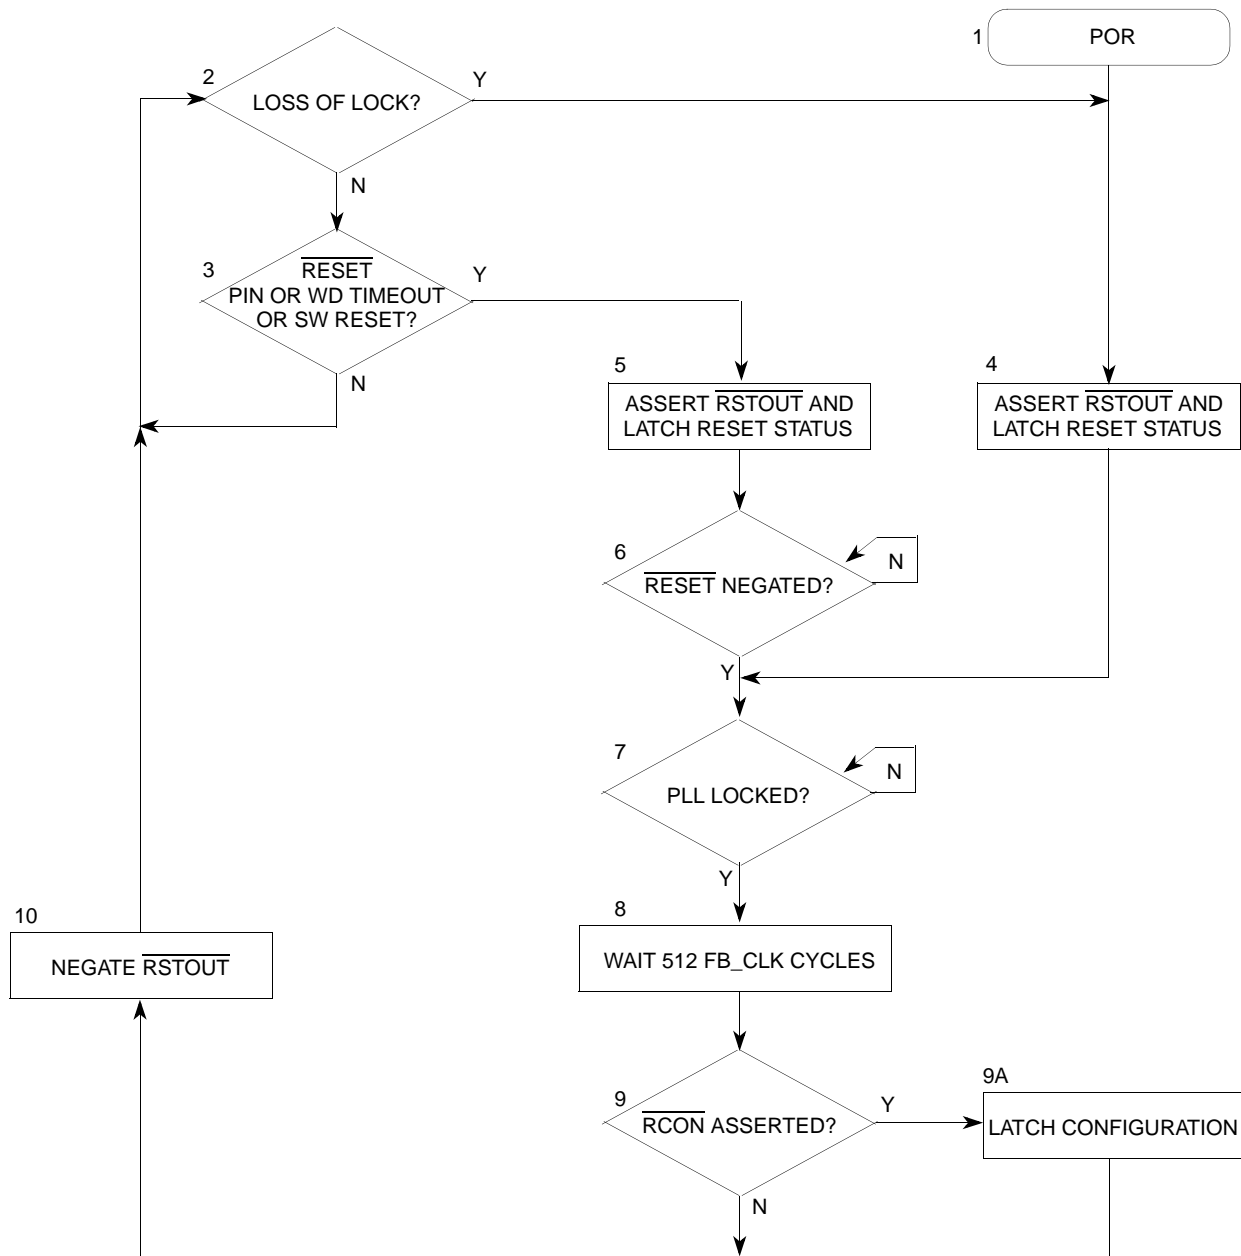 1
POR
2
Y
LOSS OF LOCK?
N
3
Y
RESET
PIN OR WD TIMEOUT
OR SW RESET?
N
5
4
ASSERT RSTOUT AND
LATCH RESET STATUS
ASSERT RSTOUT AND
LATCH RESET STATUS
6
N
RESET NEGATED?
Y
7
N
PLL LOCKED?
Y
8
10
WAIT 512 FB_CLK CYCLES
NEGATE RSTOUT
9A
9
Y
RCON ASSERTED?
LATCH CONFIGURATION
N